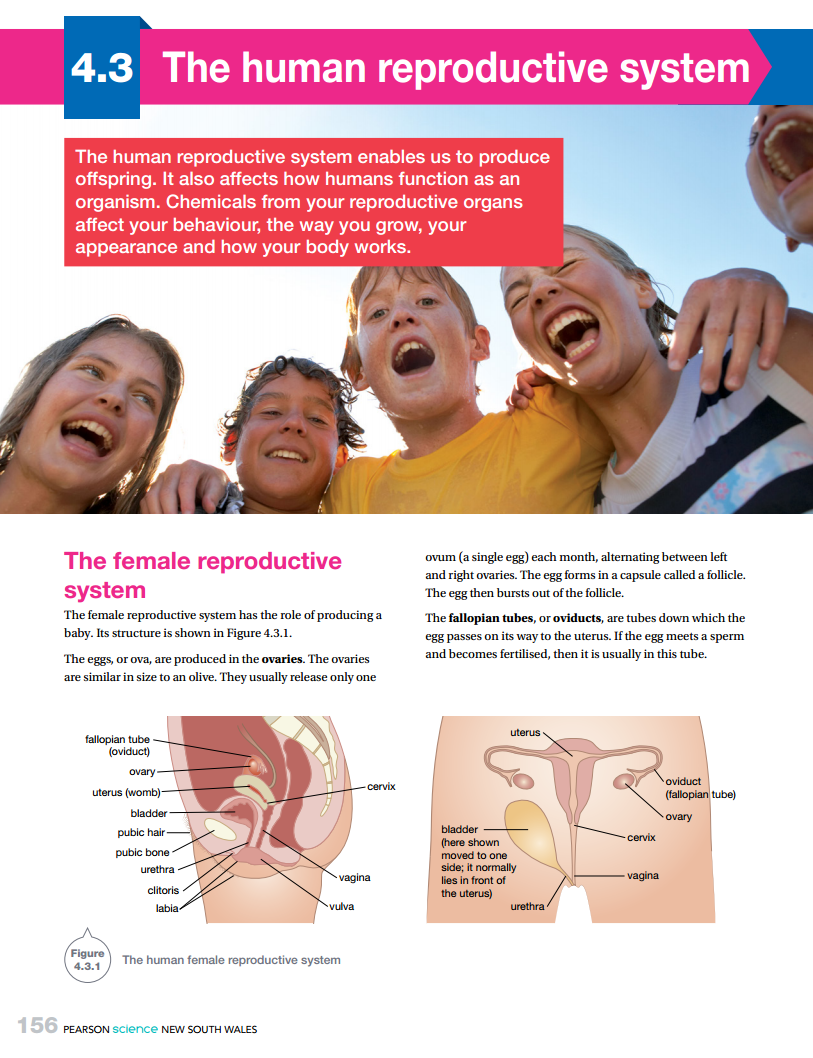 4.3 The human reproductive system
The human reproductive system enables us to produce
offspring. It also affects how humans function as an
organism. Chemicals from your reproductive organs
affect your behaviour, the way you grow, your
appearance and how your body works.
The female reproductive
system
The female reproductive system has the role of producing a
baby. Its structure is shown in Figure 4.3.1.
The eggs, or ova, are produced in the ovaries. The ovaries
are similar in size to an olive. They usually release only one
ovum (a single egg) each month, alternating between left
and right ovaries. The egg forms in a capsule called a follicle.
The egg then bursts out of the follicle.
The fallopian tubes, or oviducts, are tubes down which the
egg passes on its way to the uterus. If the egg meets a sperm
and becomes fertilised, then it is usually in this tube.
fallopian tube
(oviduct)
ovary
uterus (womb)
bladder
pubic hair
pubic bone
urethra
clitoris
labia
cervix
vagina
vulva
uterus
oviduct
(fallopian tube)
ovary
bladder
(here shown
moved to one
side; it normally
lies in front of
the uterus)
cervix
vagina
urethra
Figure
4.3.1
The human female reproductive system
156 PEARSON science NEW SOUTH WALES